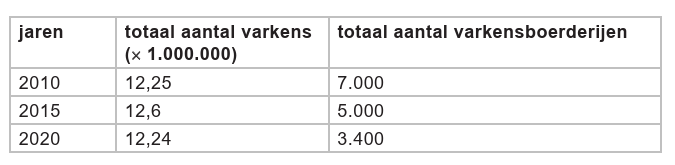 jaren totaal aantal varkens totaal aantal varkensboerderijen
(× 1.000.000)
2010 12,25 7.000
2015 12,6 5.000
2020 12,24 3.400